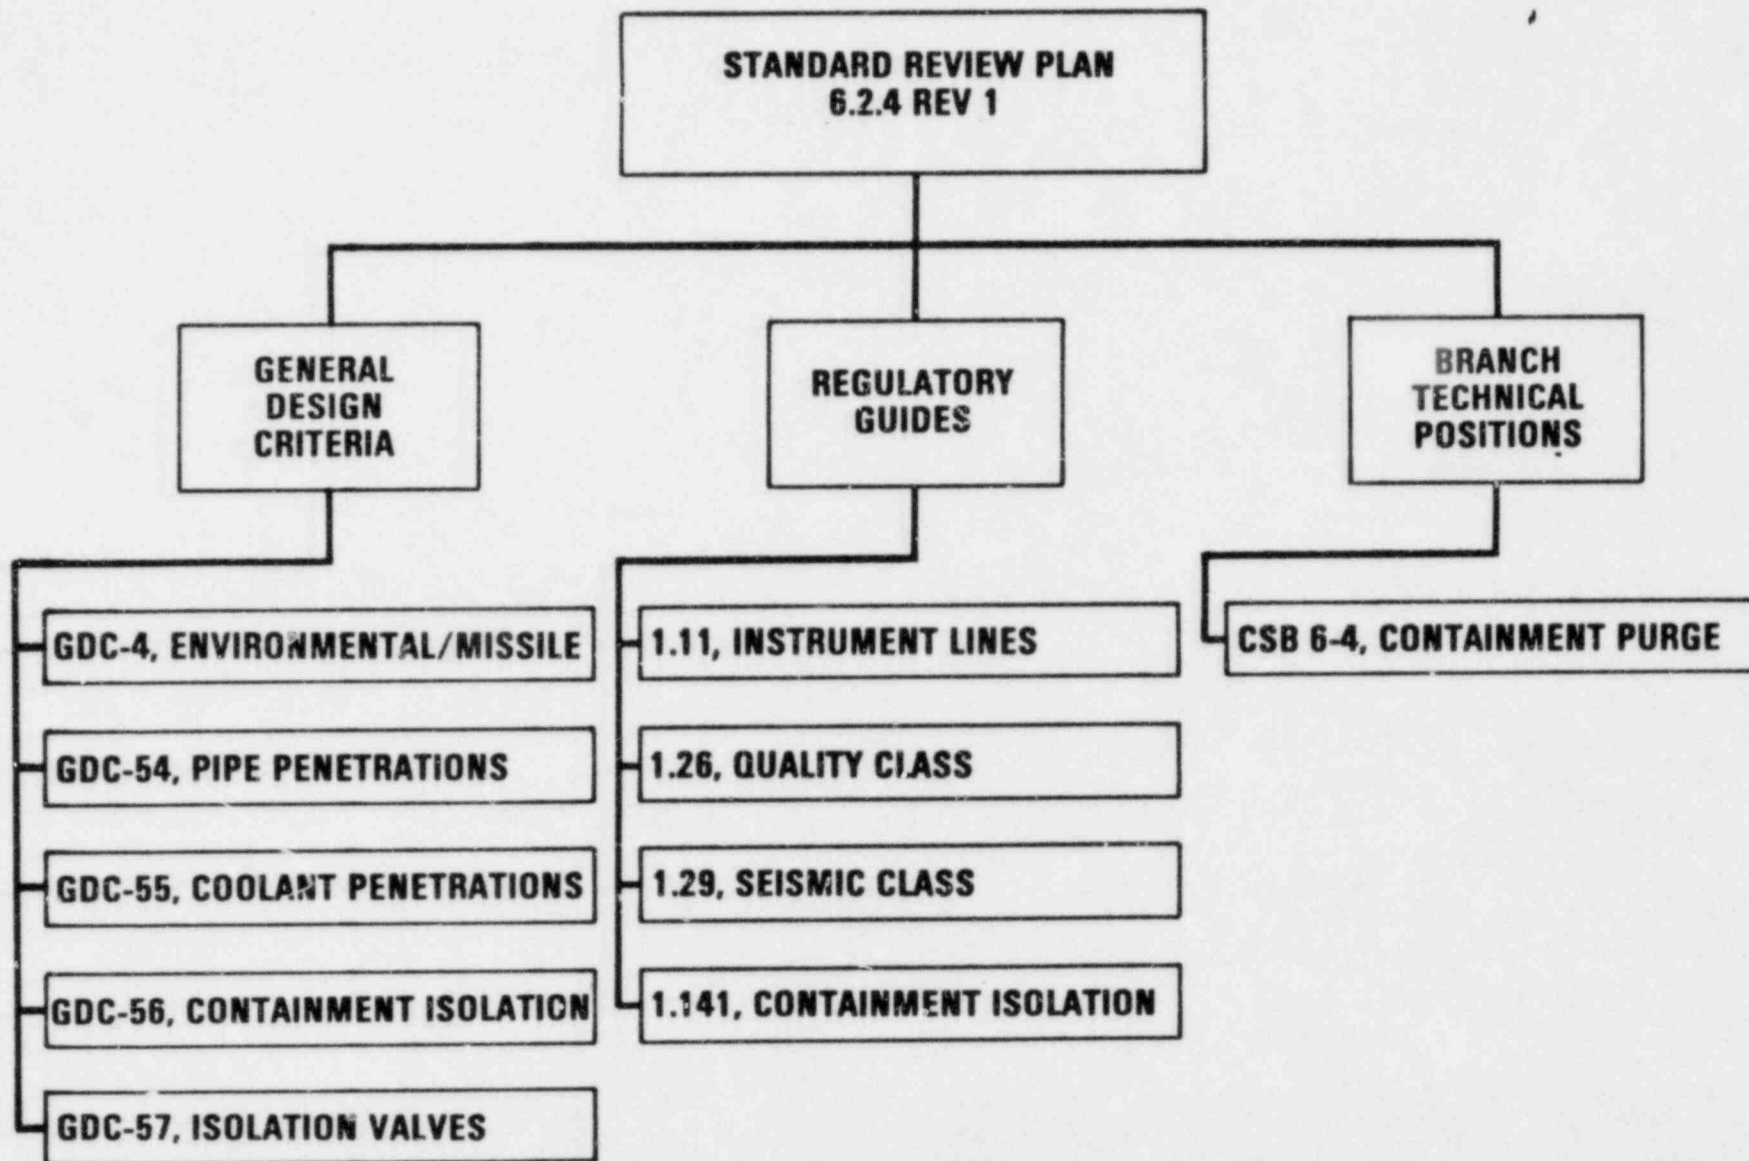 STANDARD REVIEW PLAN
6.2.4 REV 1
GENERAL
DESIGN
CRITERIA
GDC-4, ENVIRONMENTAL/MISSILE
GDC-54, PIPE PENETRATIONS
GDC-55, COOLANT PENETRATIONS
GDC-56, CONTAINMENT ISOLATION
GDC-57, ISOLATION VALVES
REGULATORY
GUIDES
1.11, INSTRUMENT LINES
1.26, QUALITY CLASS
1.29, SEISMIC CLASS
1.141, CONTAINMENT ISOLATION
BRANCH
TECHNICAL
POSITIONS
CSB 6-4, CONTAINMENT PURGE